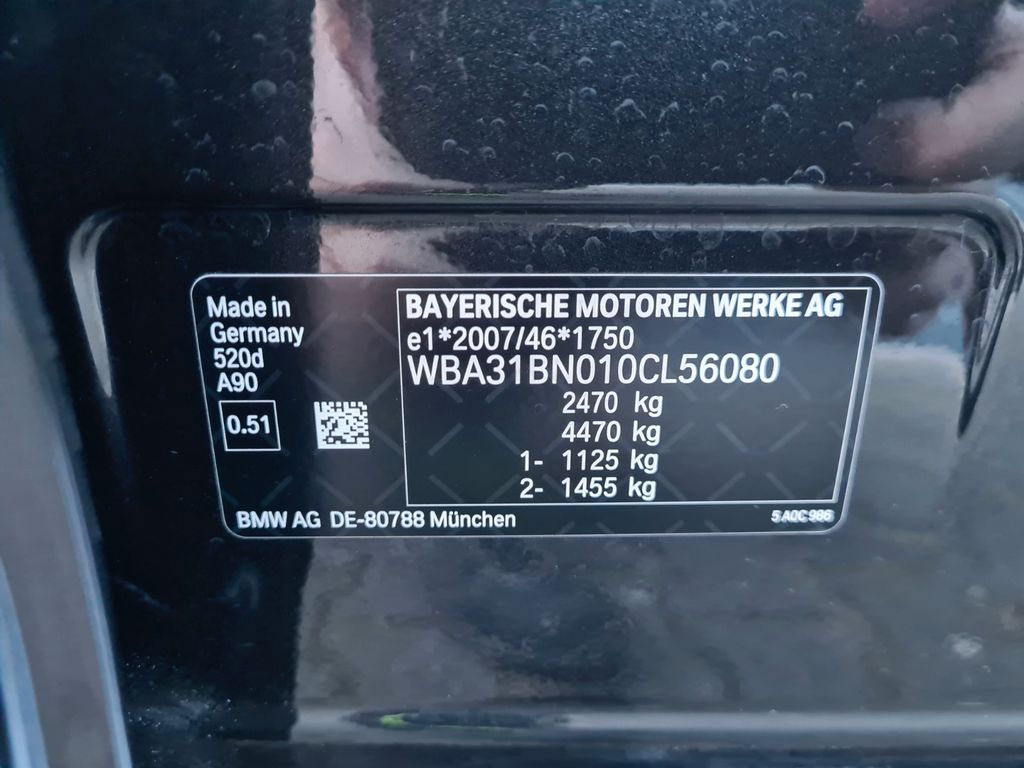 Made in
Germany
520d
A90
0.51
BAYERISCHE MOTOREN WERKE AG
e1*2007/46*1750
WBA31BN010CL56080
2470 kg
4470 kg
1- 1125 kg
2- 1455 kg
BMW AG DE-80788 München
5 A0C 986